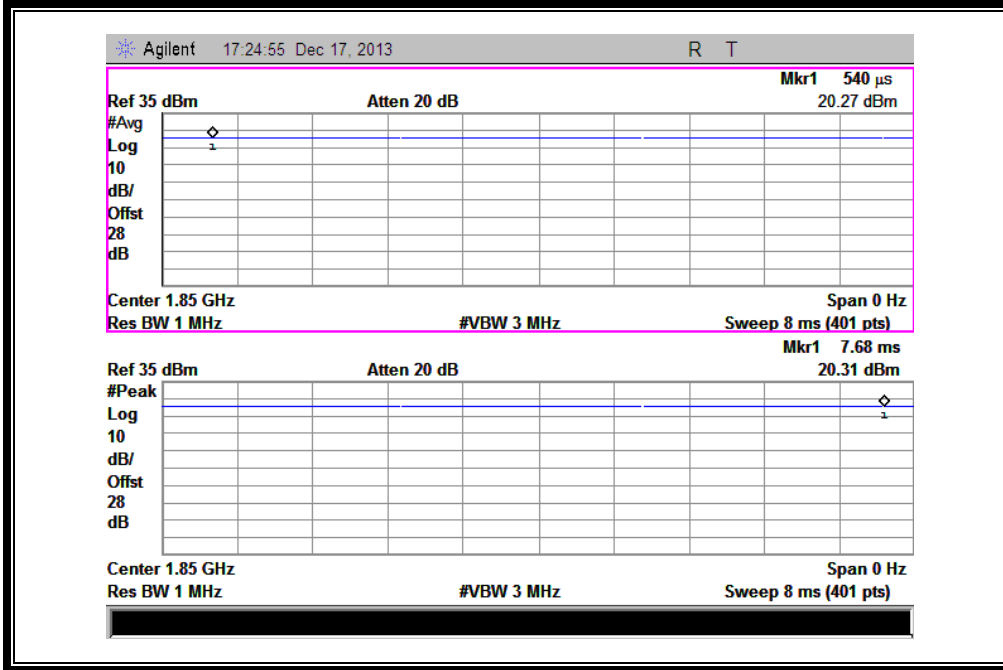 Agilent 17:24:55 Dec 17, 2013 R T
Mkr1 540 µs
Ref 35 dBm Atten 20 dB 20.27 dBm
#Avg
Log
10
dB/
Offst
28
dB
1
Center 1.85 GHz Span 0 Hz
Res BW 1 MHz #VBW 3 MHz Sweep 8 ms (401 pts)
Mkr1 7.68 ms
Ref 35 dBm Atten 20 dB 20.31 dBm
#Peak
Log
10
dB/
Offst
28
dB
1
Center 1.85 GHz Span 0 Hz
Res BW 1 MHz #VBW 3 MHz Sweep 8 ms (401 pts)